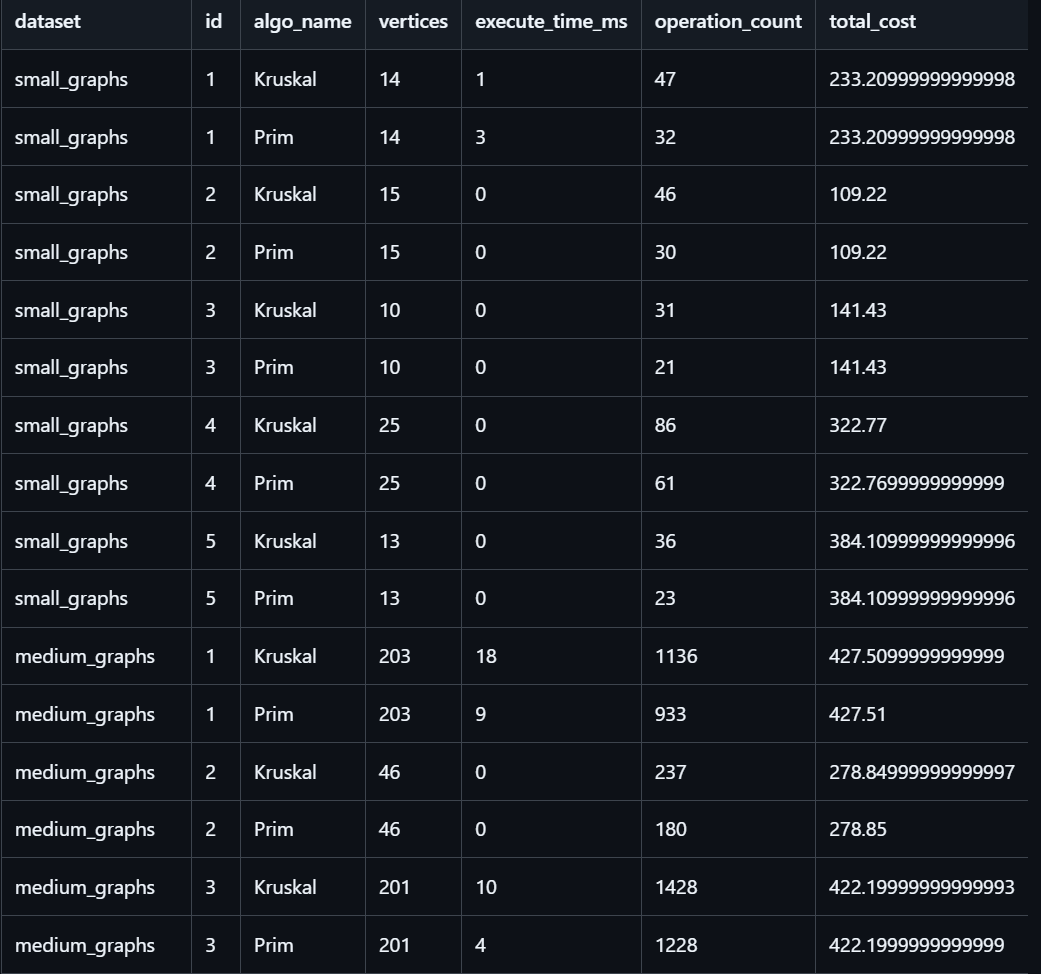 dataset id algo_name vertices execute_time_ms operation_count total_cost
small_graphs 1 Kruskal 14 1 47 233.20999999999998
small_graphs 1 Prim 14 3 32 233.20999999999998
small_graphs 2 Kruskal 15 0 46 109.22
small_graphs 2 Prim 15 0 30 109.22
small_graphs 3 Kruskal 10 0 31 141.43
small_graphs 3 Prim 10 0 21 141.43
small_graphs 4 Kruskal 25 0 86 322.77
small_graphs 4 Prim 25 0 61 322.7699999999999
small_graphs 5 Kruskal 13 0 36 384.10999999999996
small_graphs 5 Prim 13 0 23 384.10999999999996
medium_graphs 1 Kruskal 203 18 1136 427.5099999999999
medium_graphs 1 Prim 203 9 933 427.51
medium_graphs 2 Kruskal 46 0 237 278.84999999999997
medium_graphs 2 Prim 46 0 180 278.85
medium_graphs 3 Kruskal 201 10 1428 422.19999999999993
medium_graphs 3 Prim 201 4 1228 422.1999999999999